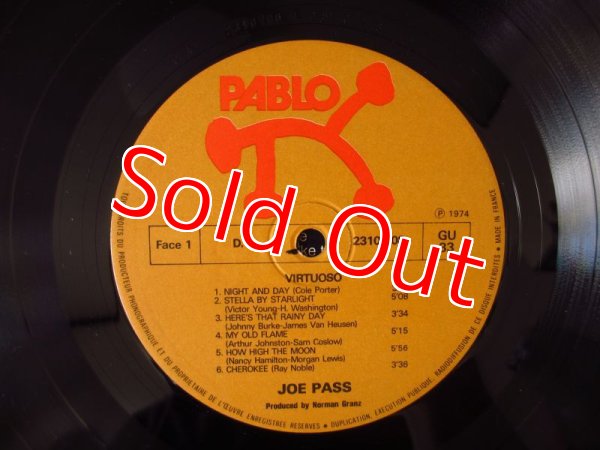 PABLO
Sold Out
℗ 1974
Face 1
GU
33
VIRTUOSO
1. NIGHT AND DAY (Cole Porter)
2. STELLA BY STARLIGHT 5'08
(Victor Young-H. Washington)
3. HERE'S THAT RAINY DAY 3'34
(Johnny Burke-James Van Heusen)
4. MY OLD FLAME 5'15
(Arthur Johnston-Sam Coslow)
5. HOW HIGH THE MOON 5'56
(Nancy Hamilton-Morgan Lewis)
6. CHEROKEE (Ray Noble) 3'36
JOE PASS
Produced by Norman Granz
DROITS DU PRODUCTEUR PHONOGRAPHIQUE ET DU PROPRIETAIRE DE L'ŒUVRE ENREGISTREE RESERVES ● DUPLICATION, EXECUTION PUBLIQUE, RADIODIFFUSION DE CE DISQUE INTERDITES ● MADE IN FRANCE